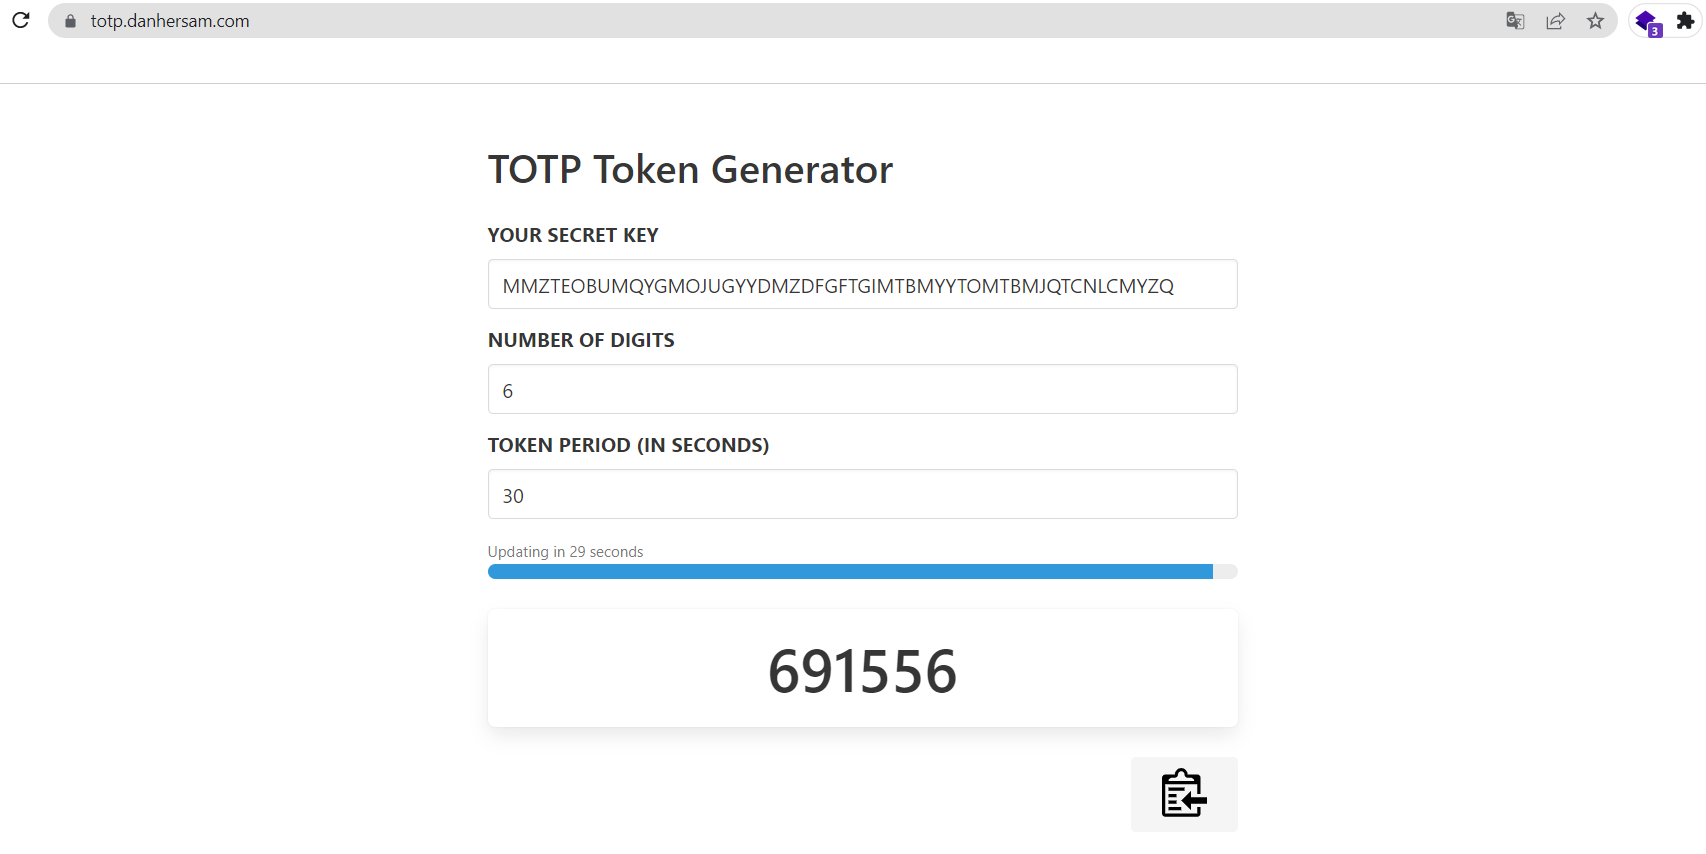 totp.danhersam.com
3
TOTP Token Generator
YOUR SECRET KEY
MMZTEOBUMQYGMOJUGYYDMZDFGFTGIMTBMYYTOMTBMJQTCNLCMYZQ
NUMBER OF DIGITS
6
TOKEN PERIOD (IN SECONDS)
30
Updating in 29 seconds
691556